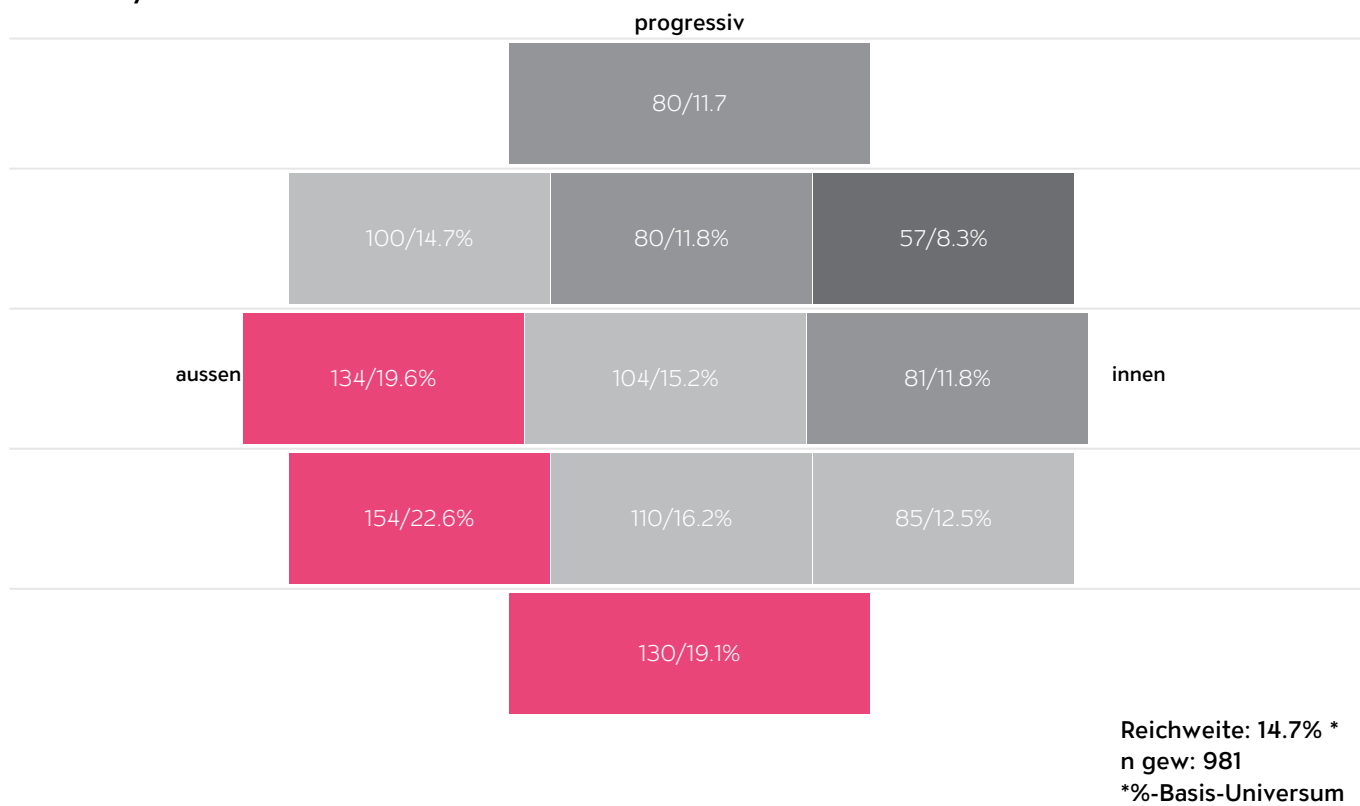 progressiv
80/11.7
100/14.7% 80/11.8% 57/8.3%
aussen 134/19.6% 104/15.2% 81/11.8% innen
154/22.6% 110/16.2% 85/12.5%
130/19.1%
Reichweite: 14.7% *
n gew: 981
*%-Basis-Universum